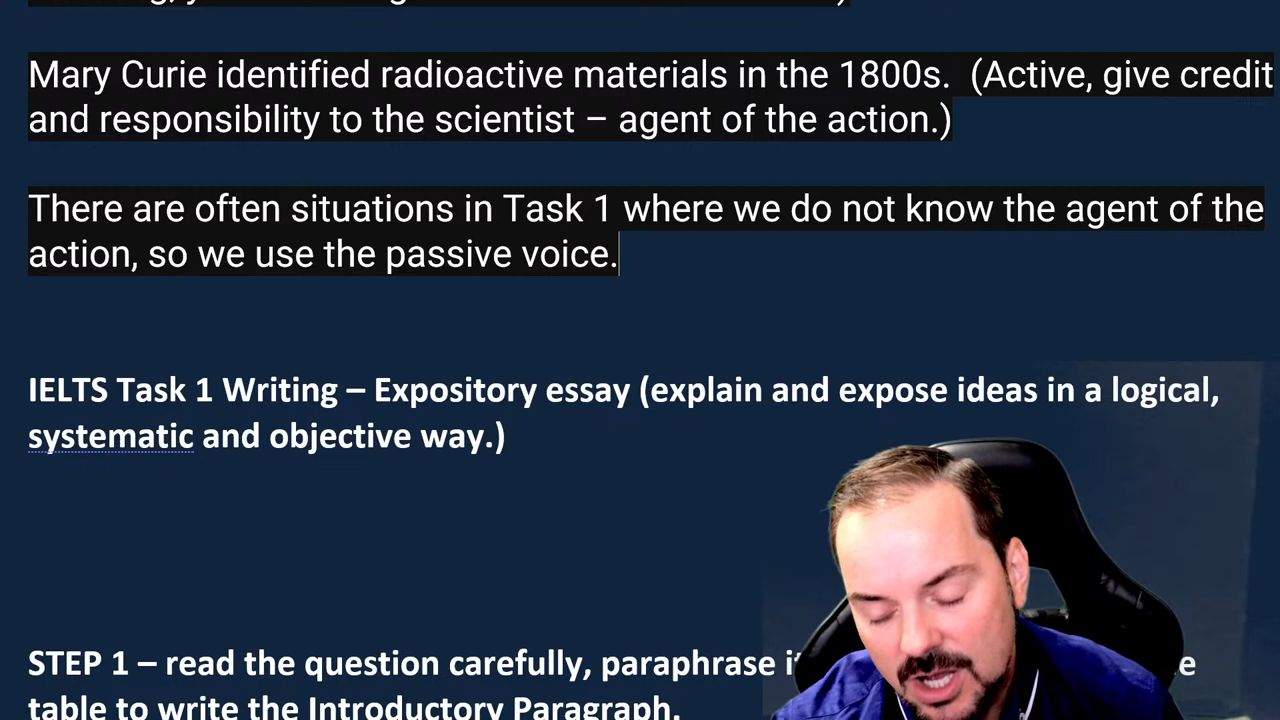 Mary Curie identified radioactive materials in the 1800s.  (Active, give credit
and responsibility to the scientist – agent of the action.)
There are often situations in Task 1 where we do not know the agent of the
action, so we use the passive voice.
IELTS Task 1 Writing – Expository essay (explain and expose ideas in a logical,
systematic and objective way.)
STEP 1 – read the question carefully, paraphrase
table to write the Introductory Paragraph.